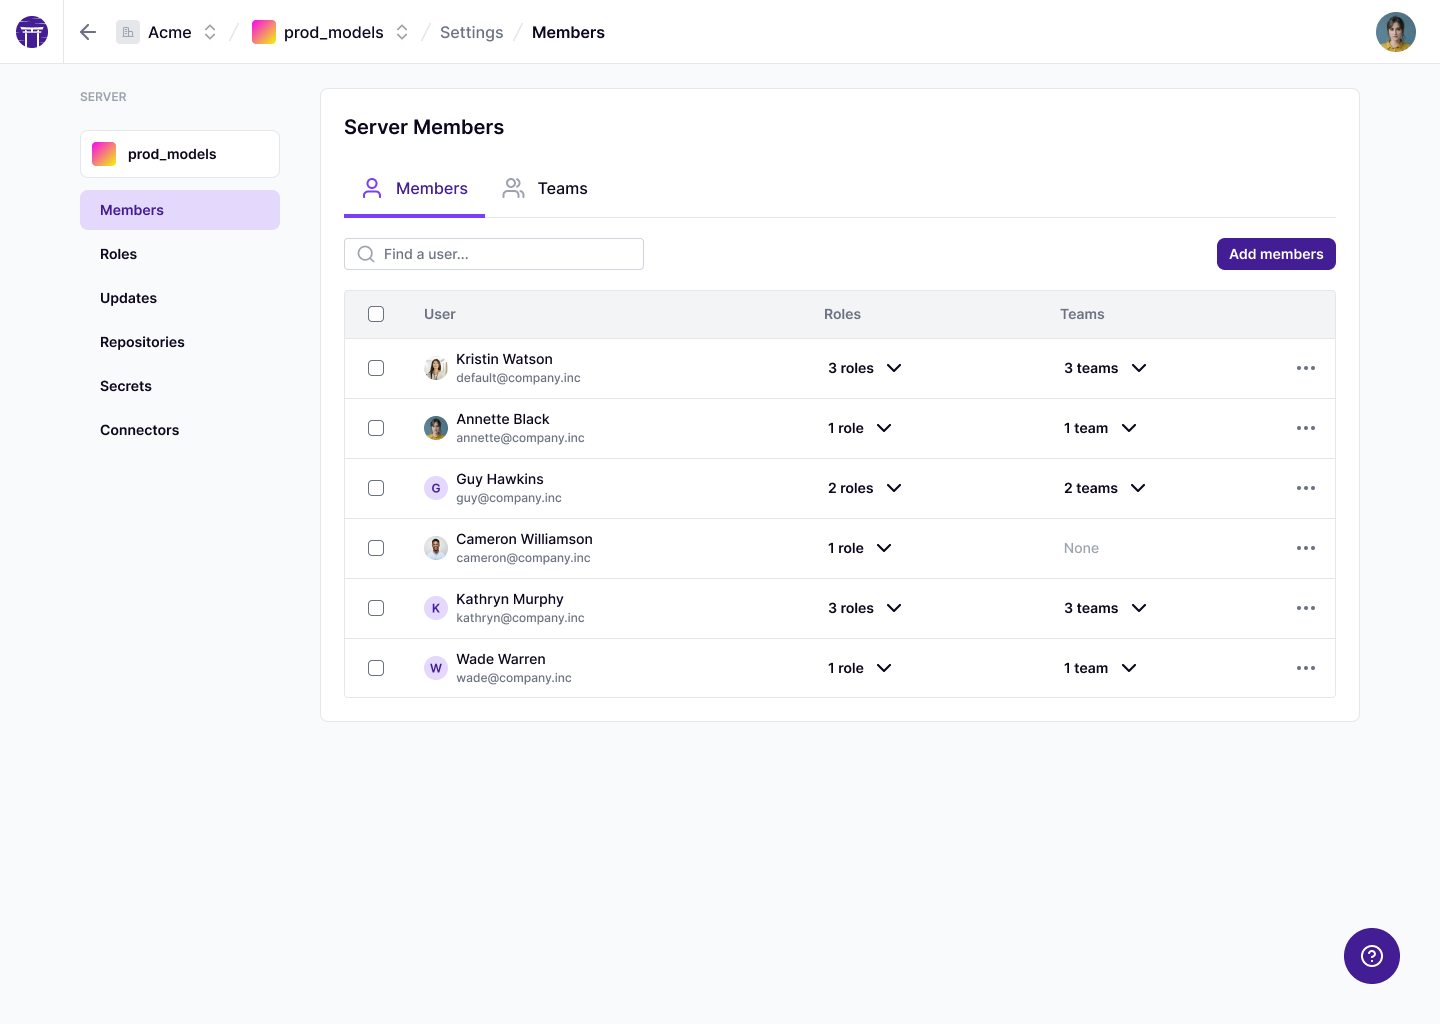 Acme / prod_models / Settings / Members
SERVER
prod_models
Members
Roles
Updates
Repositories
Secrets
Connectors
Server Members
Members Teams
Find a user...
Add members
User Roles Teams
Kristin Watson
default@company.inc
3 roles 3 teams
Annette Black
annette@company.inc
1 role 1 team
G
Guy Hawkins
guy@company.inc
2 roles 2 teams
Cameron Williamson
cameron@company.inc
1 role None
K
Kathryn Murphy
kathryn@company.inc
3 roles 3 teams
W
Wade Warren
wade@company.inc
1 role 1 team